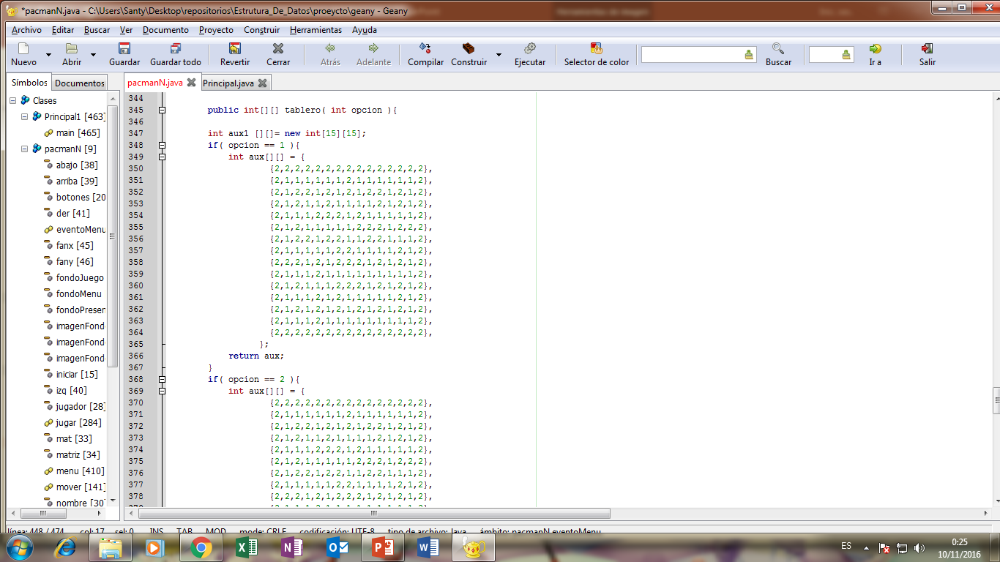 *pacmanN.java - C:\Users\Santy\Desktop\repositorios\Estrutura_De_Datos\proeycto\geany - Geany
Archivo Editar Buscar Ver Documento Proyecto Construir Herramientas Ayuda
Nuevo Abrir Guardar Guardar todo Revertir Cerrar Atrás Adelante Compilar Construir Ejecutar Selector de color Buscar Ir a Salir
Símbolos Documentos
pacmanN.java Principal.java
Clases
Principal1 [463]
main [465]
pacmanN [9]
abajo [38]
arriba [39]
botones [20
der [41]
eventoMenu
fanx [45]
fany [46]
fondoJuego
fondoMenu
fondoPresen
imagenFond
imagenFond
imagenFond
iniciar [15]
izq [40]
jugador [28]
jugar [284]
mat [33]
matriz [34]
menu [410]
mover [141]
nombre [30]
344
345 public int[][] tablero( int opcion ){
346
347 int aux1 [][]= new int[15][15];
348 if( opcion == 1 ){
349 int aux[][] = {
350 {2,2,2,2,2,2,2,2,2,2,2,2,2,2,2},
351 {2,1,1,1,1,1,1,2,1,1,1,1,1,1,2},
352 {2,1,2,2,1,2,1,2,1,2,1,2,1,2},
353 {2,1,2,1,1,2,1,1,1,1,2,1,2,1,2},
354 {2,1,1,1,2,2,2,1,2,1,1,1,1,1,2},
355 {2,1,2,1,1,1,1,1,2,1,2,2,2,2},
356 {2,1,2,2,1,2,2,1,1,2,2,1,1,1,2},
357 {2,1,1,1,1,1,2,1,1,1,1,1,2,1,2},
358 {2,2,2,1,2,1,2,2,2,1,2,1,2,1,2},
359 {2,1,1,1,2,1,1,1,1,1,2,1,1,1,2},
360 {2,1,2,1,1,1,2,2,2,1,1,2,1,2},
361 {2,1,1,2,1,2,1,1,1,2,1,1,2,1,2},
362 {2,1,2,1,2,1,2,1,1,2,1,2,1,2},
363 {2,1,1,1,2,1,1,1,2,1,1,1,1,1,2},
364 {2,2,2,2,2,2,2,2,2,2,2,2,2,2,2},
365 };
366 return aux;
367 }
368 if( opcion == 2 ){
369 int aux[][] = {
370 {2,2,2,2,2,2,2,2,2,2,2,2,2,2,2},
371 {2,1,1,1,1,1,1,2,1,1,1,1,1,1,2},
372 {2,1,2,2,1,2,1,2,1,2,1,2,2,1,2},
373 {2,1,2,1,1,2,1,1,1,2,1,1,2,1,2},
374 {2,1,1,1,2,2,2,1,2,1,1,1,1,1,2},
375 {2,1,2,1,1,1,1,1,2,1,2,2,2,2},
376 {2,1,2,2,1,2,2,1,1,2,2,1,1,1,2},
377 {2,1,1,1,1,1,2,1,1,1,1,1,2,1,2},
378 {2,2,2,1,2,1,2,2,2,1,2,1,2,1,2},
línea: 448 / 474 col: 17 sel: 0 INS TAB MOD modo: CRLF codificación: UTF-8 tipo de archivo: Java ámbito: pacmanN.eventoMenu
ES 0:25
10/11/2016